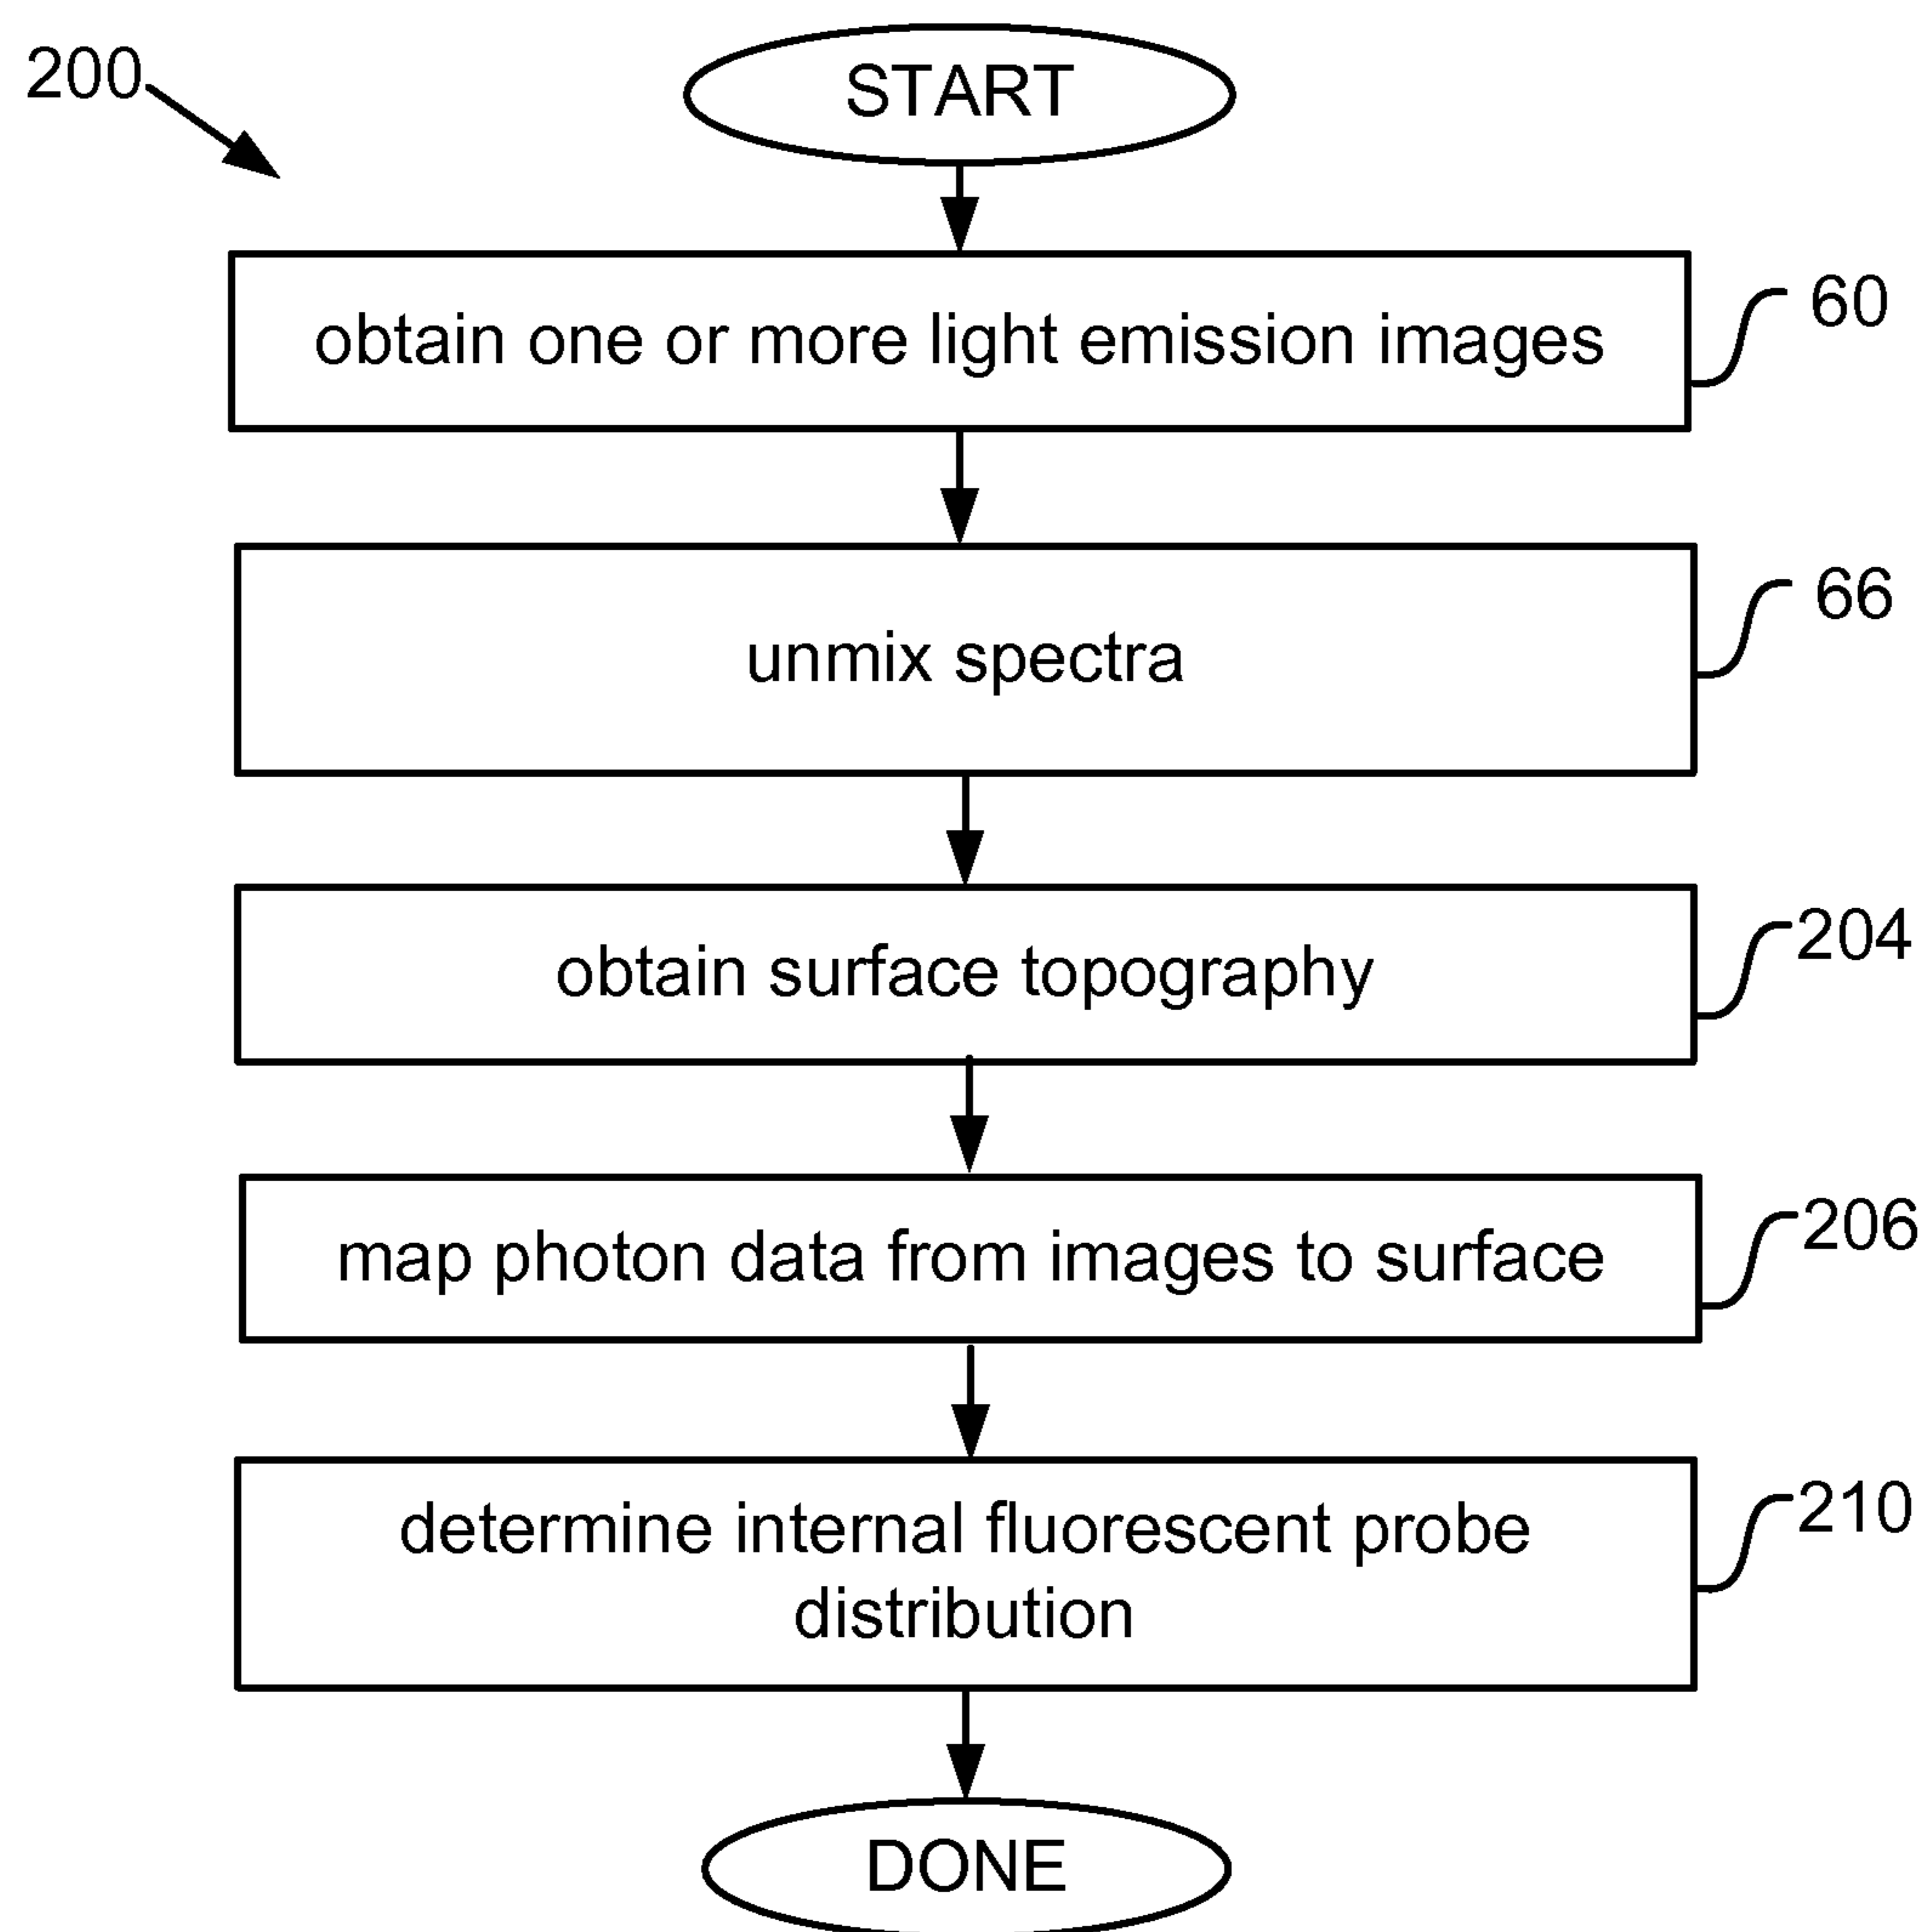 200
START
obtain one or more light emission images
60
unmix spectra
66
obtain surface topography
204
map photon data from images to surface
206
determine internal fluorescent probe
distribution
210
DONE